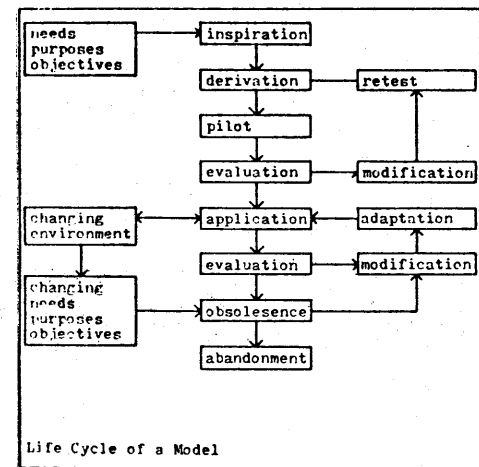 needs
purposes
objectives
inspiration
derivation
retest
pilot
evaluation
modification
changing
environment
application
adaptation
evaluation
modification
changing
needs
purposes
objectives
obsolesence
abandonment
Life Cycle of a Model